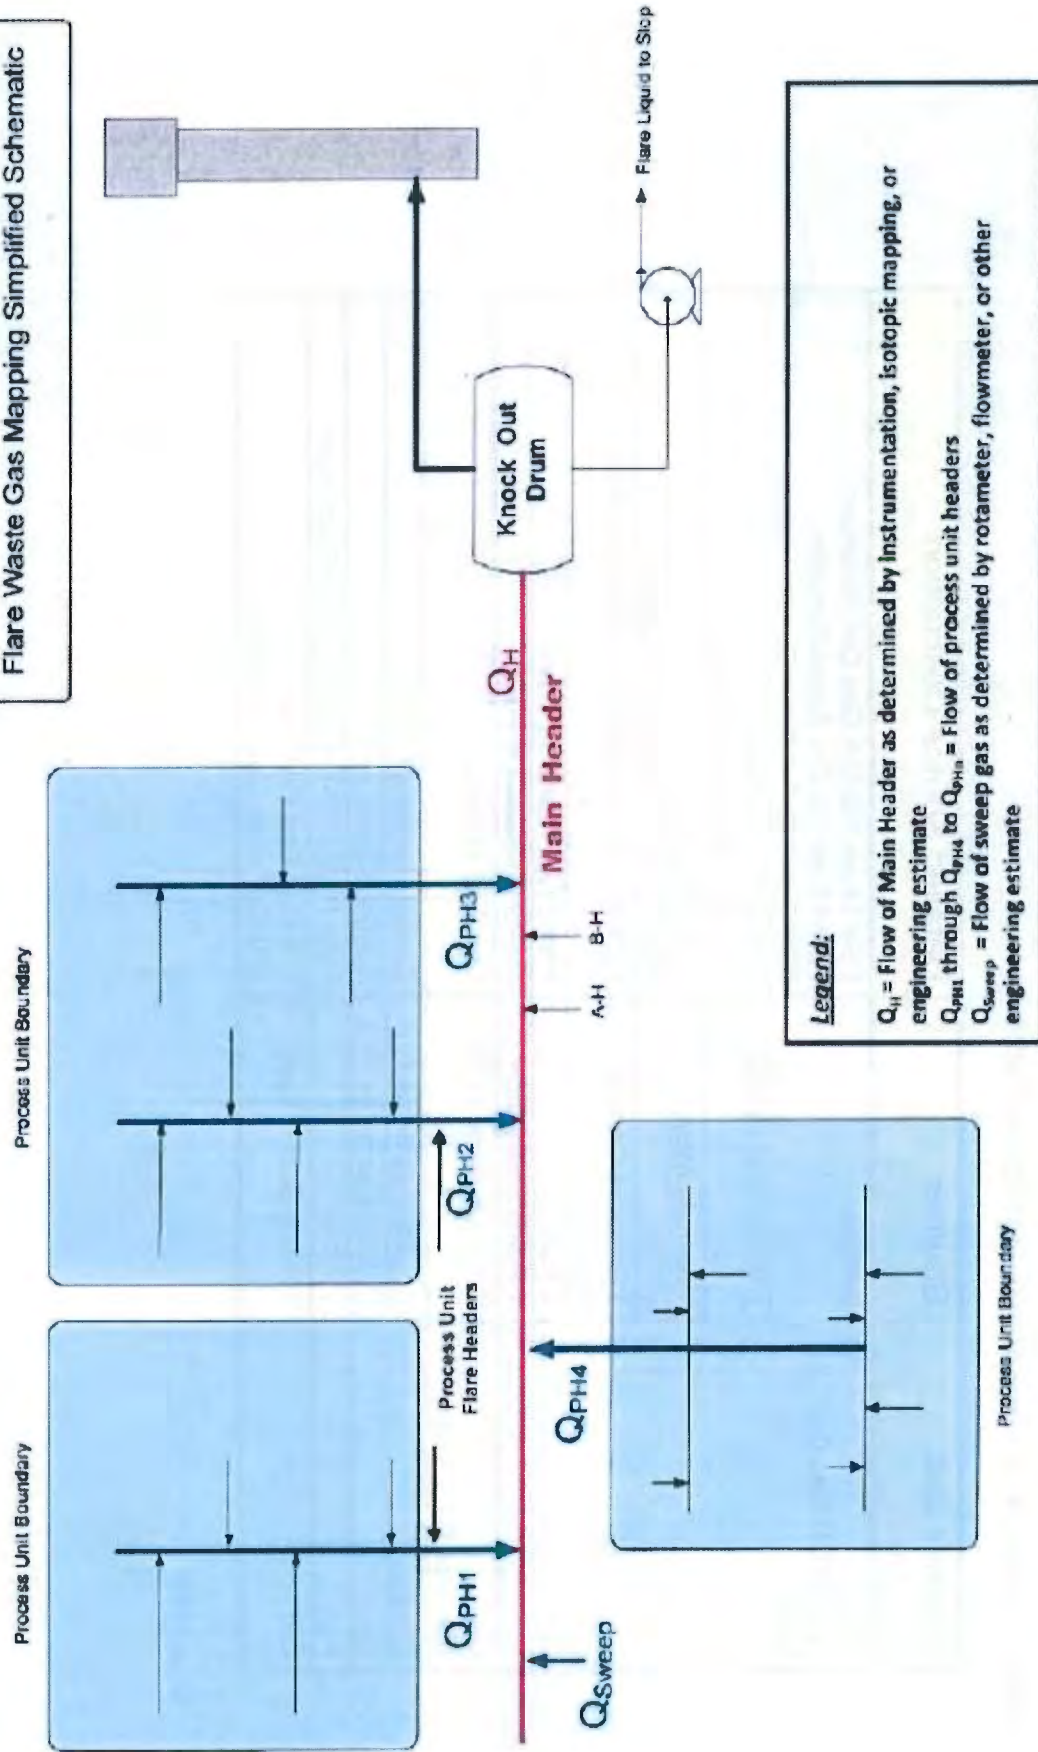 Flare Waste Gas Mapping Simplified Schematic
Process Unit Boundary
Process Unit Boundary
QPH1
Process Unit
Flare Headers
QPH2
QPH3
QH
Main Header
Knock Out
Drum
Flare Liquid to Slop
QSweep
QPH4
A-H
B-H
Process Unit Boundary
Legend:
QH = Flow of Main Header as determined by Instrumentation, isotopic mapping, or
engineering estimate
QPH1 through QPH4 to QPHn = Flow of process unit headers
QSweep = Flow of sweep gas as determined by rotameter, flowmeter, or other
engineering estimate